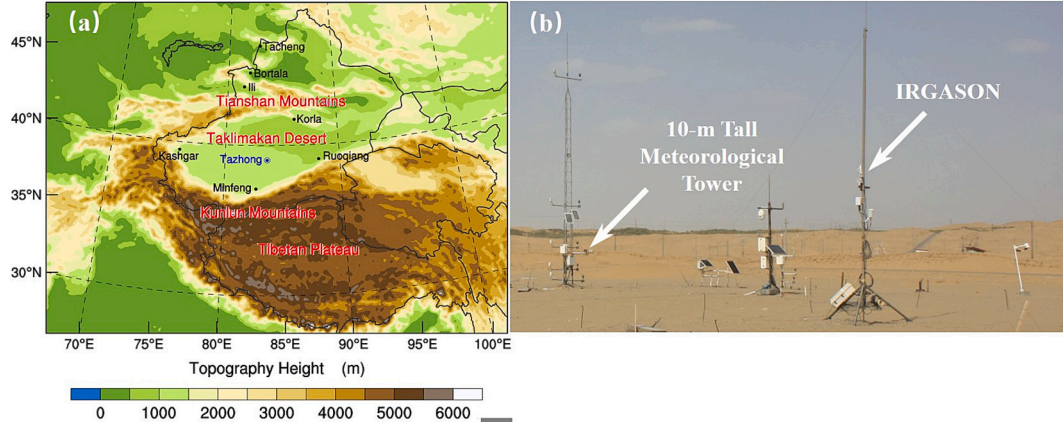 (a)
45°N
40°N
35°N
30°N
Tacheng
Bortala
Ili
Tianshan Mountains
Korla
Taklimakan Desert
Kashgar
Tazhong
Ruoqiang
Minfeng
Kunlun Mountains
Tibetan Plateau
70°E
75°E
80°E
85°E
90°E
95°E
100°E
Topography Height (m)
0
1000
2000
3000
4000
5000
6000
(b)
IRGASON
10-m Tall
Meteorological
Tower